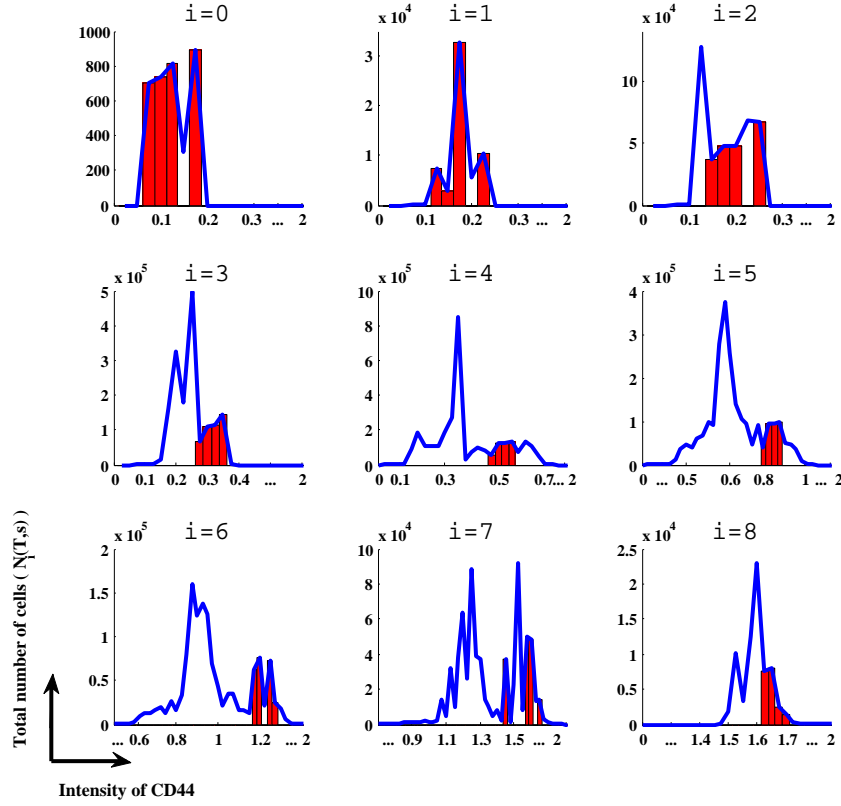 i=0 i=1 i=2
1000
800
600
400
200
0
0 0.1 0.2 0.3 ... 2
x 10^4
3
2
1
0
0 0.1 0.2 0.3 ... 2
x 10^4
10
5
0
0 0.1 0.2 0.3 ... 2
i=3 i=4 i=5
x 10^5
5
4
3
2
1
0
0 0.1 0.2 0.3 0.4 ... 2
x 10^5
10
8
6
4
2
0
0 0.1 0.3 0.5 0.7... 2
x 10^5
4
3
2
1
0
0 ... 0.5 0.6 0.8 1 ... 2
i=6 i=7 i=8
x 10^5
2
1.5
1
0.5
0
... 0.6 0.8 1 1.2 ... 2
x 10^4
10
8
6
4
2
0
... 0.9 1.1 1.3 1.5 ... 2
x 10^4
2.5
2
1.5
1
0.5
0
0 ... 1.4 1.5 1.6 1.7 ... 2
Total number of cells ( N_i(T,s) )
Intensity of CD44